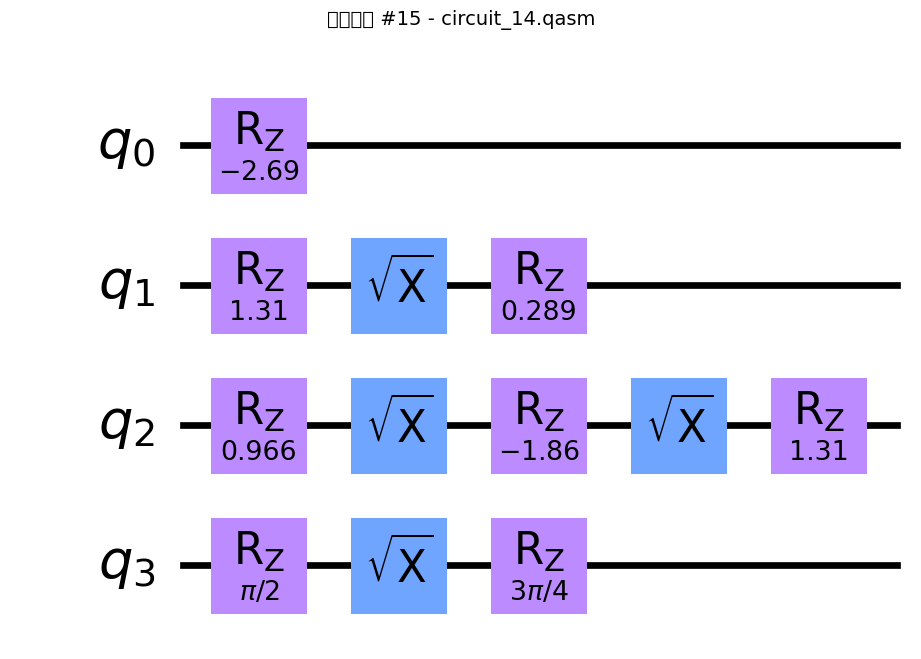 #15 - circuit_14.qasm
q0 RZ −2.69
q1 RZ 1.31 √X RZ 0.289
q2 RZ 0.966 √X RZ −1.86 √X RZ 1.31
q3 RZ π/2 √X RZ 3π/4